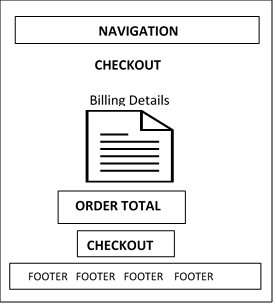 NAVIGATION
CHECKOUT
Billing Details
ORDER TOTAL
CHECKOUT
FOOTER FOOTER FOOTER FOOTER